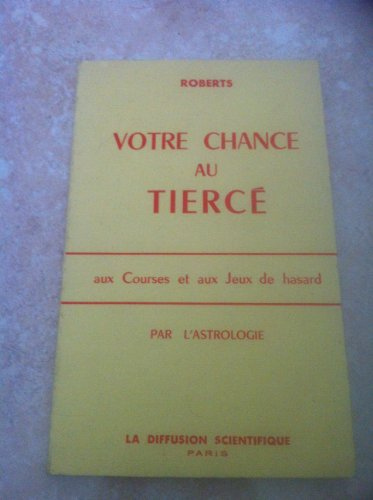 ROBERTS
VOTRE CHANCE
AU
TIERCÉ
aux Courses et aux Jeux de hasard
PAR L'ASTROLOGIE
LA DIFFUSION SCIENTIFIQUE
PARIS